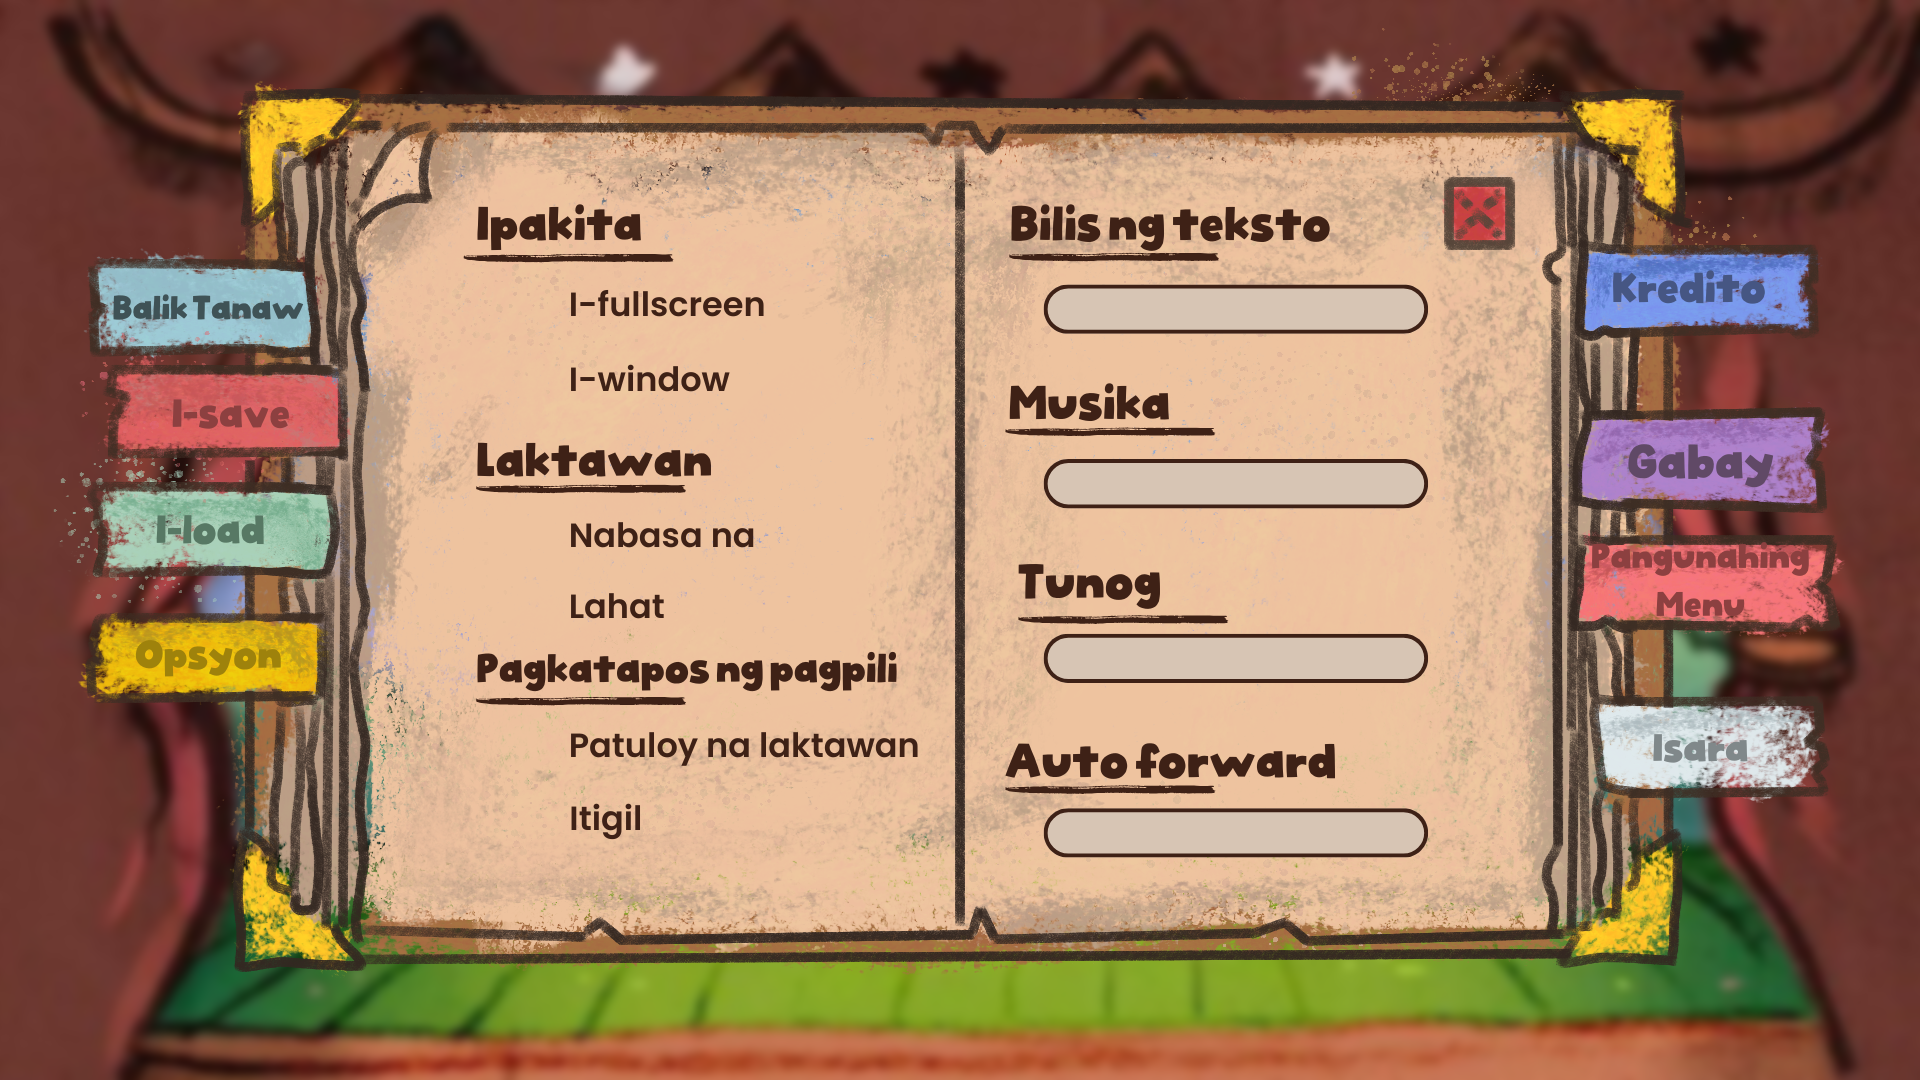 Balik Tanaw
I-save
I-load
Opsyon
Ipakita
I-fullscreen
I-window
Laktawan
Nabasa na
Lahat
Pagkatapos ng pagpili
Patuloy na laktawan
Itigil
Bilis ng teksto
Musika
Tunog
Auto forward
Kredito
Gabay
Pangunahing
Menu
Isara